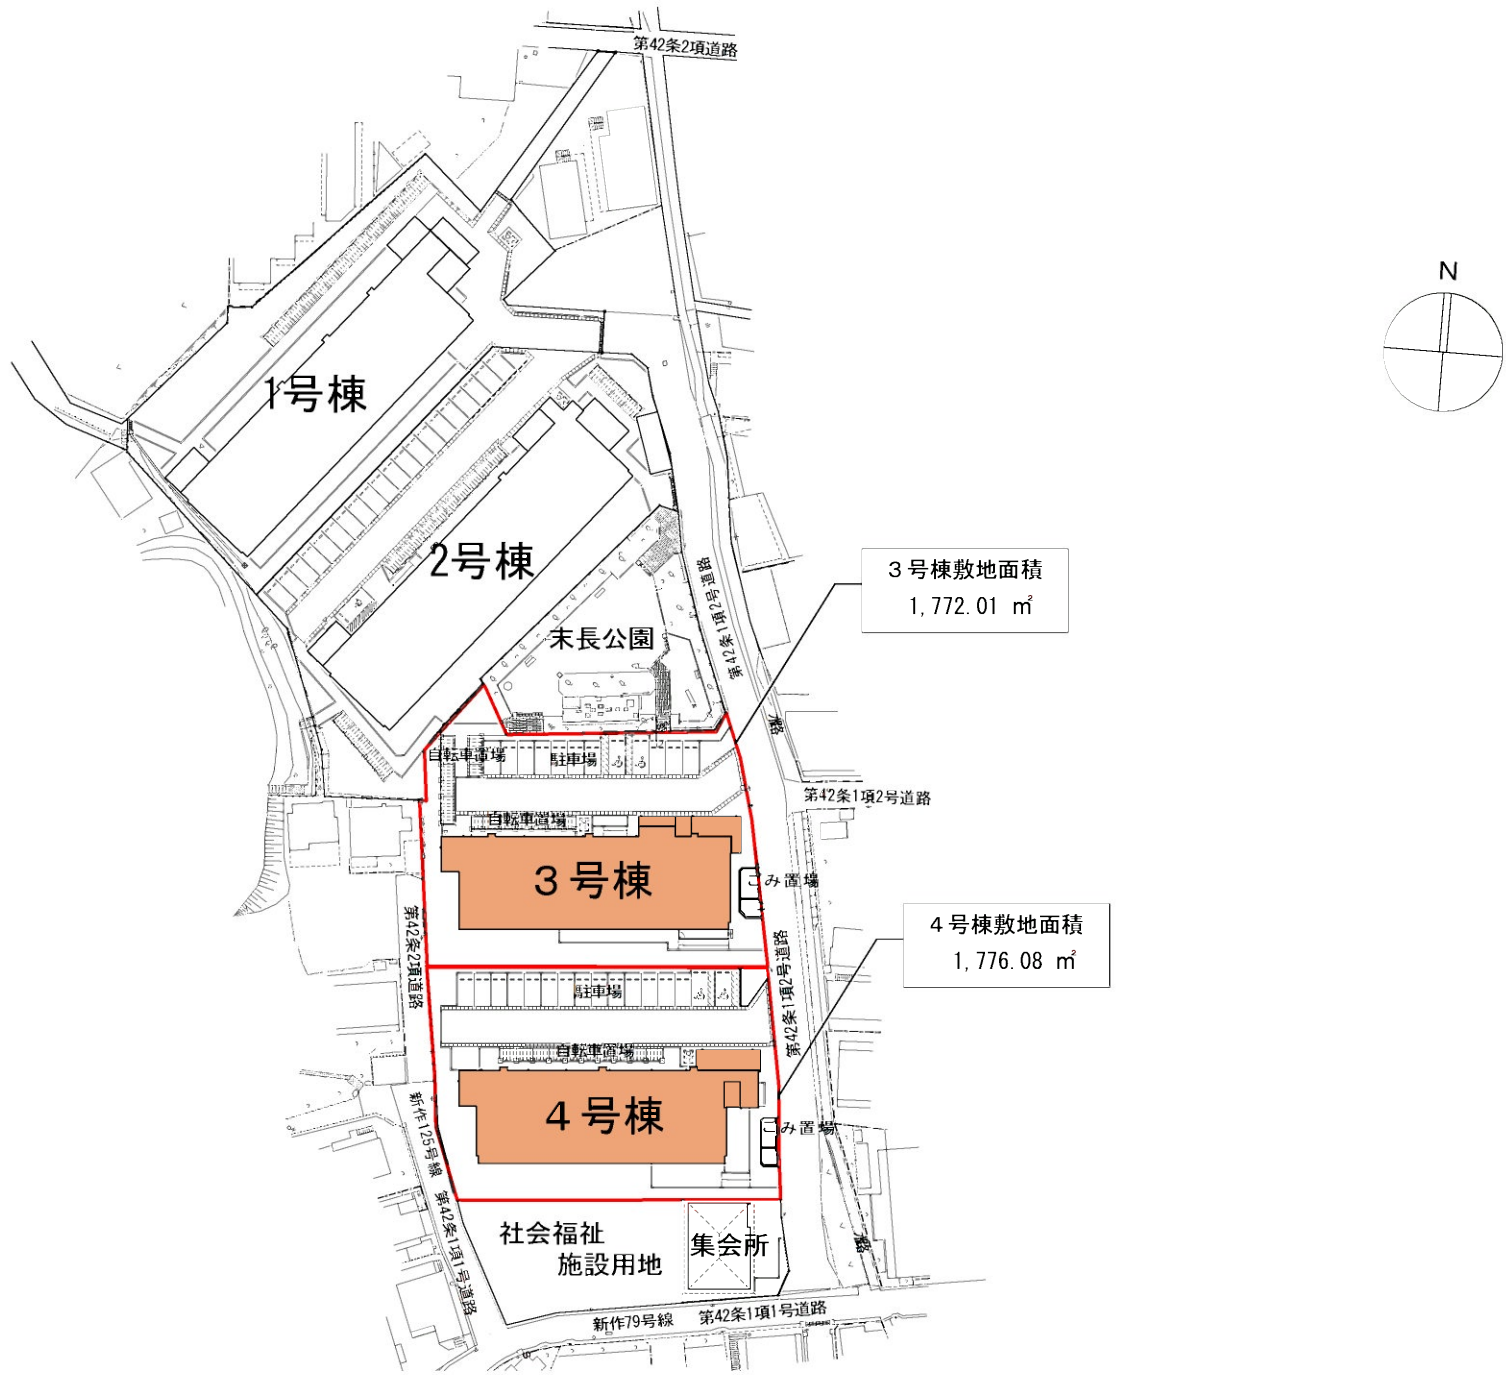 第42条2項道路
N
1号棟
2号棟
第42条1項2号道路
3号棟敷地面積
1,772.01 ㎡
末長公園
自転車置場
駐車場
第42条1項2号道路
自転車置場
3号棟
ごみ置場
第42条2項道路
第42条1項2号道路
4号棟敷地面積
1,776.08 ㎡
駐車場
自転車置場
4号棟
ごみ置場
新作125号線 第42条1項1号道路
社会福祉
施設用地
集会所
新作79号線 第42条1項1号道路